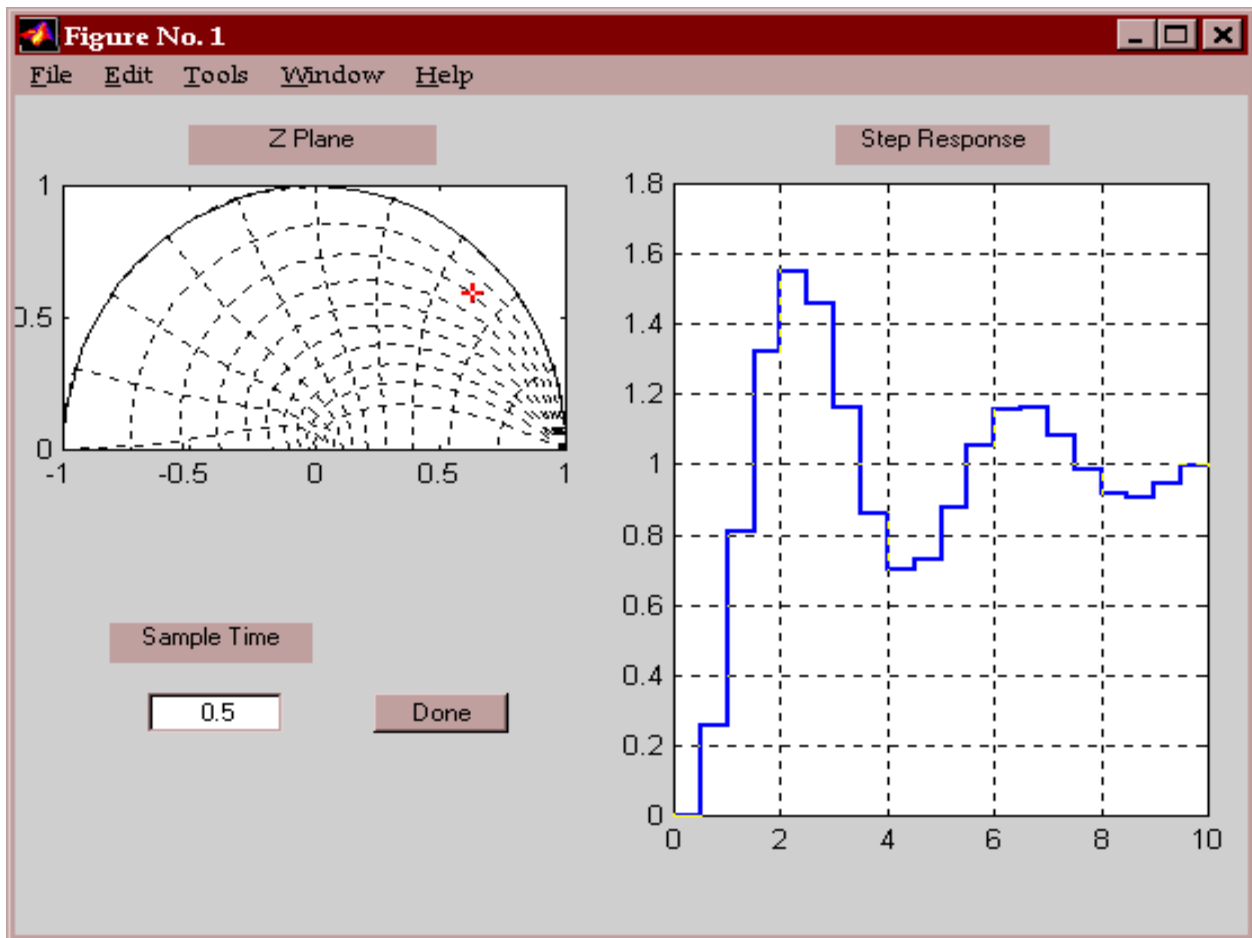 Figure No. 1
File Edit Tools Window Help
Z Plane
1
0.5
0
-1 -0.5 0 0.5 1
Sample Time
0.5
Done
Step Response
1.8
1.6
1.4
1.2
1
0.8
0.6
0.4
0.2
0
0 2 4 6 8 10